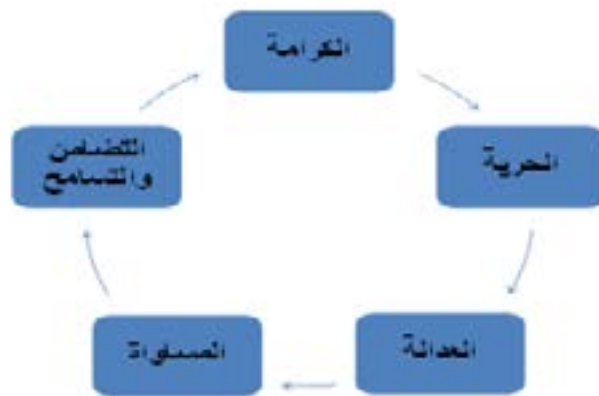 الكرامة
الحرية
العدالة
المساواة
التضامن
والتسامح